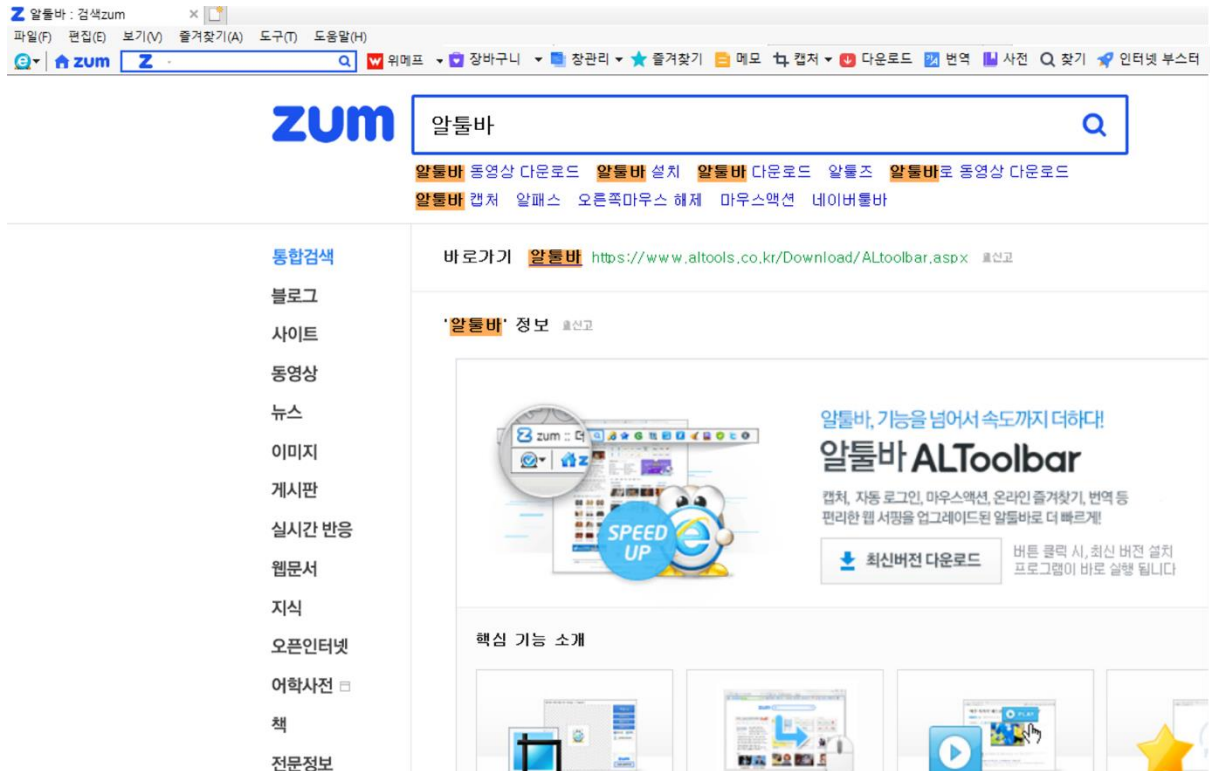 알툴바 : 검색zum
파일(F) 편집(E) 보기(V) 즐겨찾기(A) 도구(T) 도움말(H)
zum 위메프 장바구니 창관리 즐겨찾기 메모 캡처 다운로드 번역 사전 찾기 인터넷 부스터
zum 알툴바
알툴바 동영상 다운로드 알툴바 설치 알툴바 다운로드 알툴즈 알툴바로 동영상 다운로드
알툴바 캡처 알패스 오른쪽마우스 해제 마우스액션 네이버툴바
통합검색
블로그
사이트
동영상
뉴스
이미지
게시판
실시간 반응
웹문서
지식
오픈인터넷
어학사전
책
전문정보
바로가기 알툴바 https://www.altools.co.kr/Download/ALtoolbar.aspx 신고
'알툴바' 정보 신고
zum :: 더
SPEED
UP
알툴바, 기능을 넘어서 속도까지 더하다!
알툴바 ALToolbar
캡처, 자동 로그인, 마우스액션, 온라인 즐겨찾기, 번역 등
편리한 웹 서핑을 업그레이드된 알툴바로 더 빠르게!
최신버전 다운로드
버튼 클릭 시, 최신 버전 설치
프로그램이 바로 실행 됩니다
핵심 기능 소개
PLAY